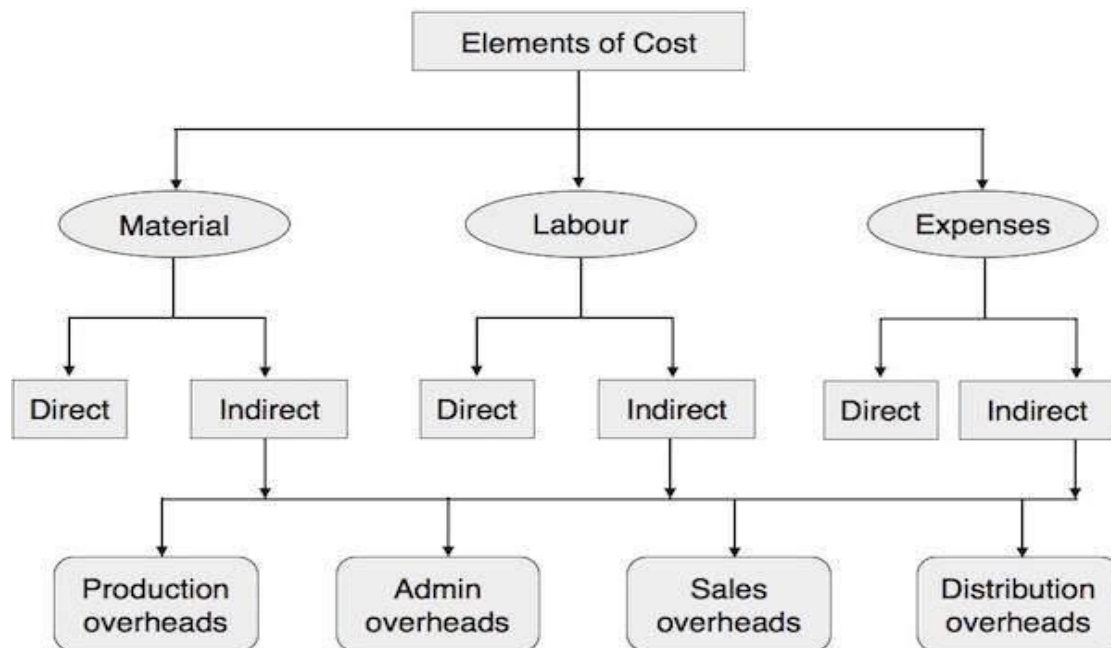 Elements of Cost
Material
Labour
Expenses
Direct
Indirect
Direct
Indirect
Direct
Indirect
Production
overheads
Admin
overheads
Sales
overheads
Distribution
overheads